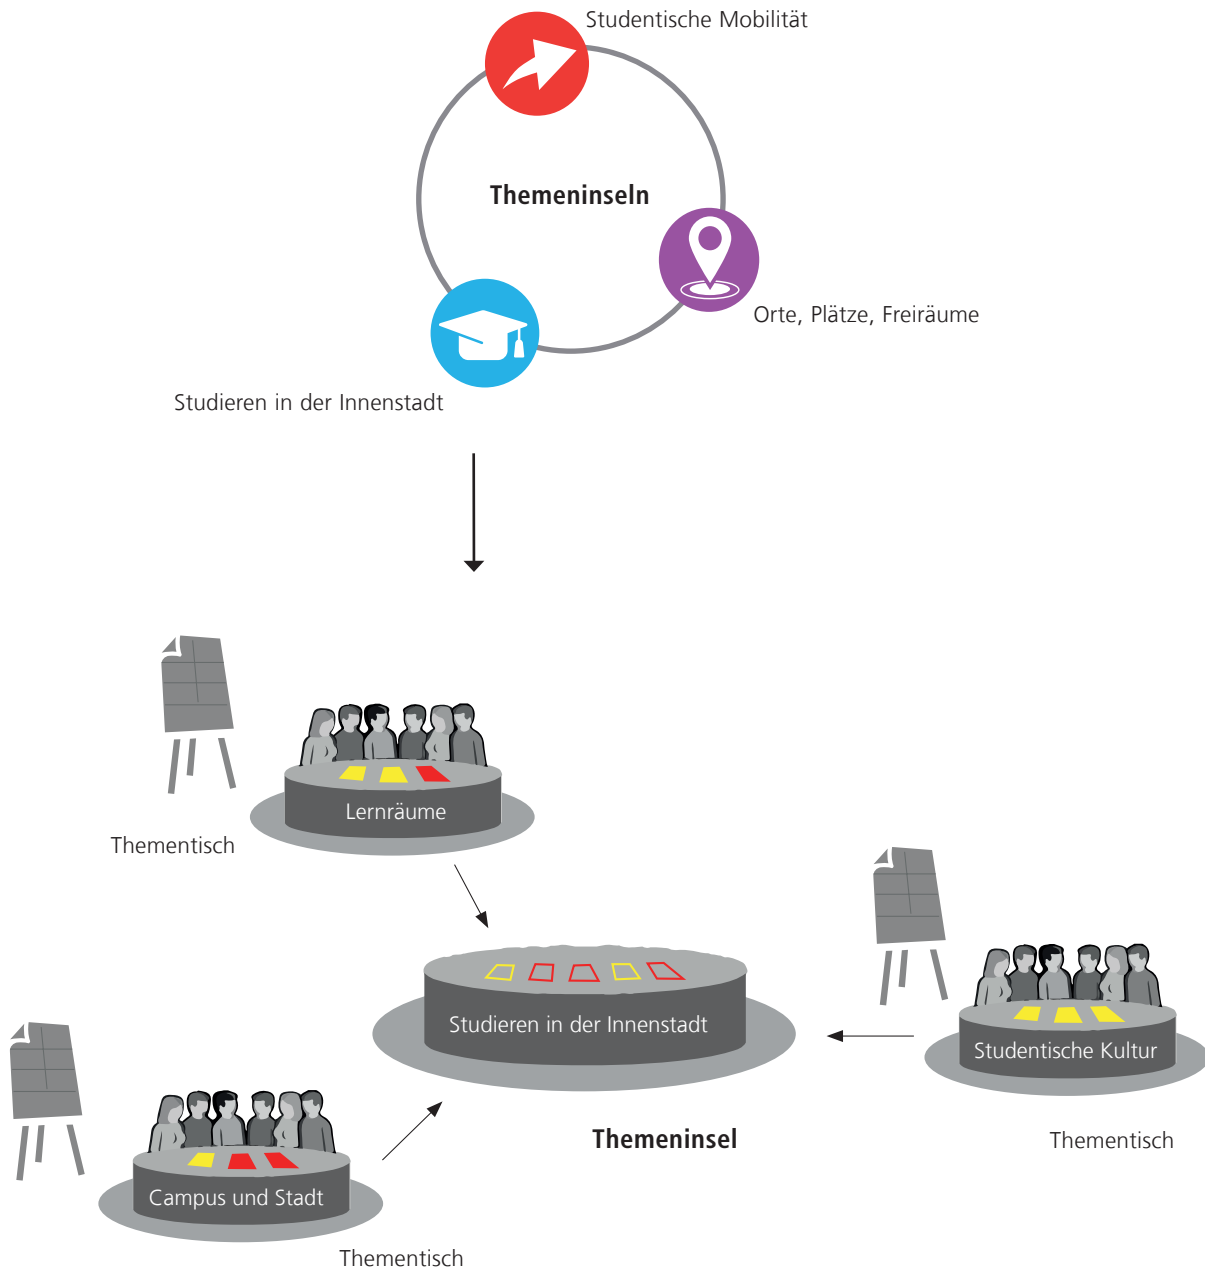 Studentische Mobilität
Themeninseln
Orte, Plätze, Freiräume
Studieren in der Innenstadt
Lernräume
Thementisch
Studieren in der Innenstadt
Studentische Kultur
Themeninsel
Thementisch
Campus und Stadt
Thementisch